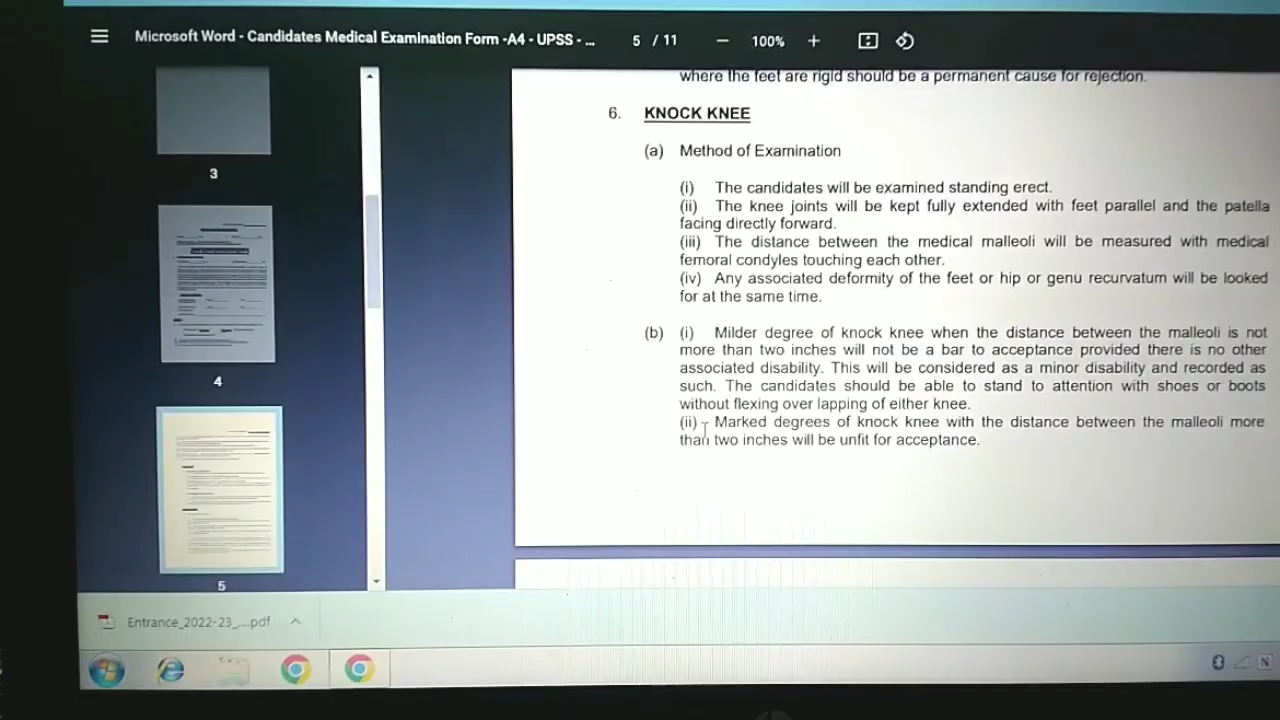 Microsoft Word - Candidates Medical Examination Form -A4 - UPSS - ...
5 / 11
100%
3
4
5
where the feet are rigid should be a permanent cause for rejection.
6. KNOCK KNEE
(a) Method of Examination
(i) The candidates will be examined standing erect.
(ii) The knee joints will be kept fully extended with feet parallel and the patella
facing directly forward.
(iii) The distance between the medical malleoli will be measured with medical
femoral condyles touching each other.
(iv) Any associated deformity of the feet or hip or genu recurvatum will be looked
for at the same time.
(b) (i) Milder degree of knock knee when the distance between the malleoli is not
more than two inches will not be a bar to acceptance provided there is no other
associated disability. This will be considered as a minor disability and recorded as
such. The candidates should be able to stand to attention with shoes or boots
without flexing over lapping of either knee.
(ii) Marked degrees of knock knee with the distance between the malleoli more
than two inches will be unfit for acceptance.
Entrance_2022-23_....pdf
N